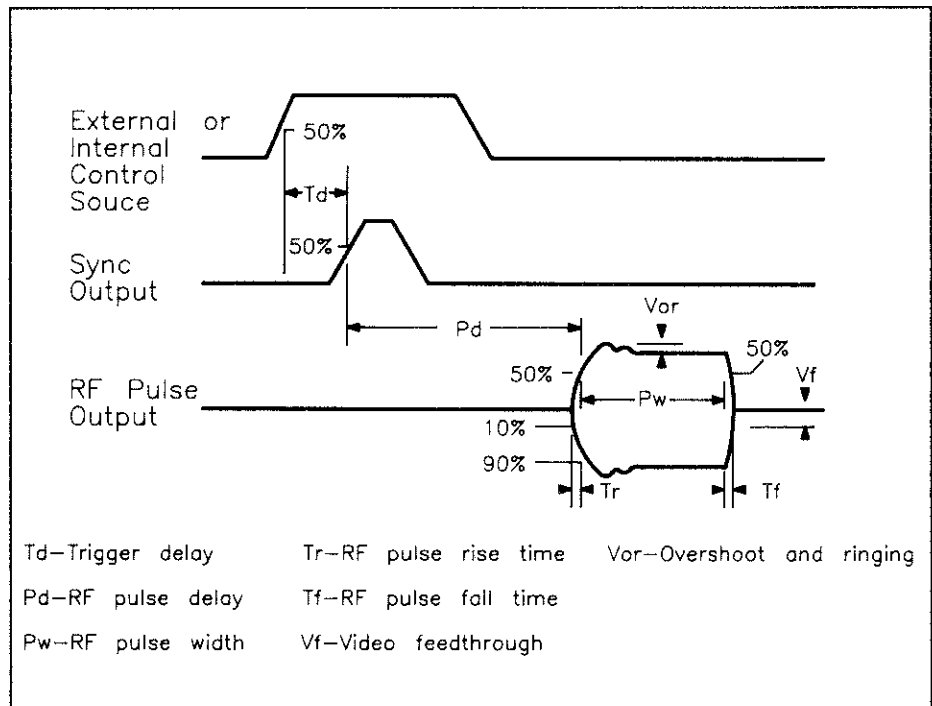 External or
Internal
Control
Souce
50%
Td
50%
Sync
Output
Pd
Vor
50%
Vf
50%
RF Pulse
Output
Pw
10%
90%
Tr
Tf
Td-Trigger delay
Tr-RF pulse rise time
Vor-Overshoot and ringing
Pd-RF pulse delay
Tf-RF pulse fall time
Pw-RF pulse width
Vf-Video feedthrough